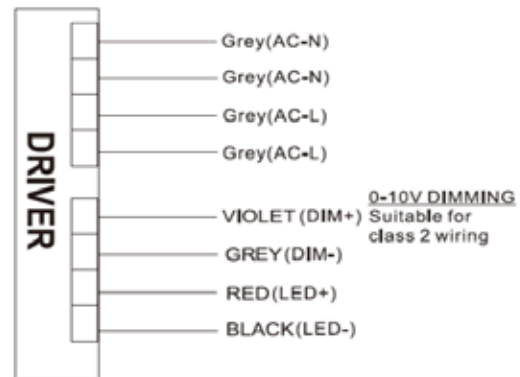 DRIVER
Grey(AC-N)
Grey(AC-N)
Grey(AC-L)
Grey(AC-L)
VIOLET(DIM+)
GREY(DIM-)
RED(LED+)
BLACK(LED-)
0-10V DIMMING
Suitable for
class 2 wiring